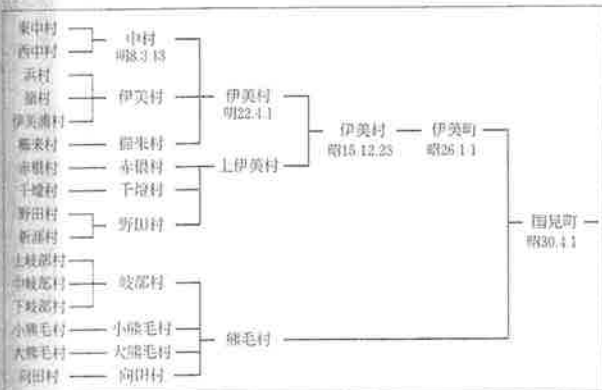 東中村
西中村
浜村
伊美浦村
櫛来村
赤根村
千燈村
野田村
新部村
上岐部村
中岐部村
下岐部村
小熊毛村
大熊毛村
向田村
中村
明8.3.13
伊美村
櫛来村
赤根村
千燈村
野田村
岐部村
小熊毛村
大熊毛村
向田村
伊美村
明22.4.1
上伊美村
熊毛村
伊美村
昭15.12.23
伊美町
昭26.1.1
国見町
昭30.4.1